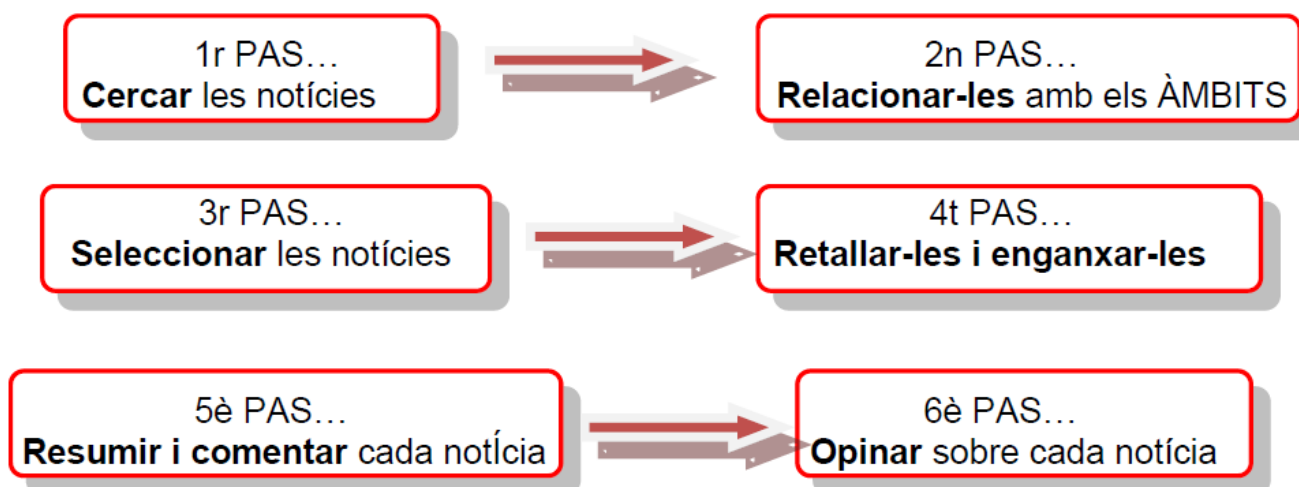 1r PAS…
Cercar les notícies
2n PAS…
Relacionar-les amb els ÀMBITS
3r PAS…
Seleccionar les notícies
4t PAS…
Retallar-les i enganxar-les
5è PAS…
Resumir i comentar cada notÍcia
6è PAS…
Opinar sobre cada notícia